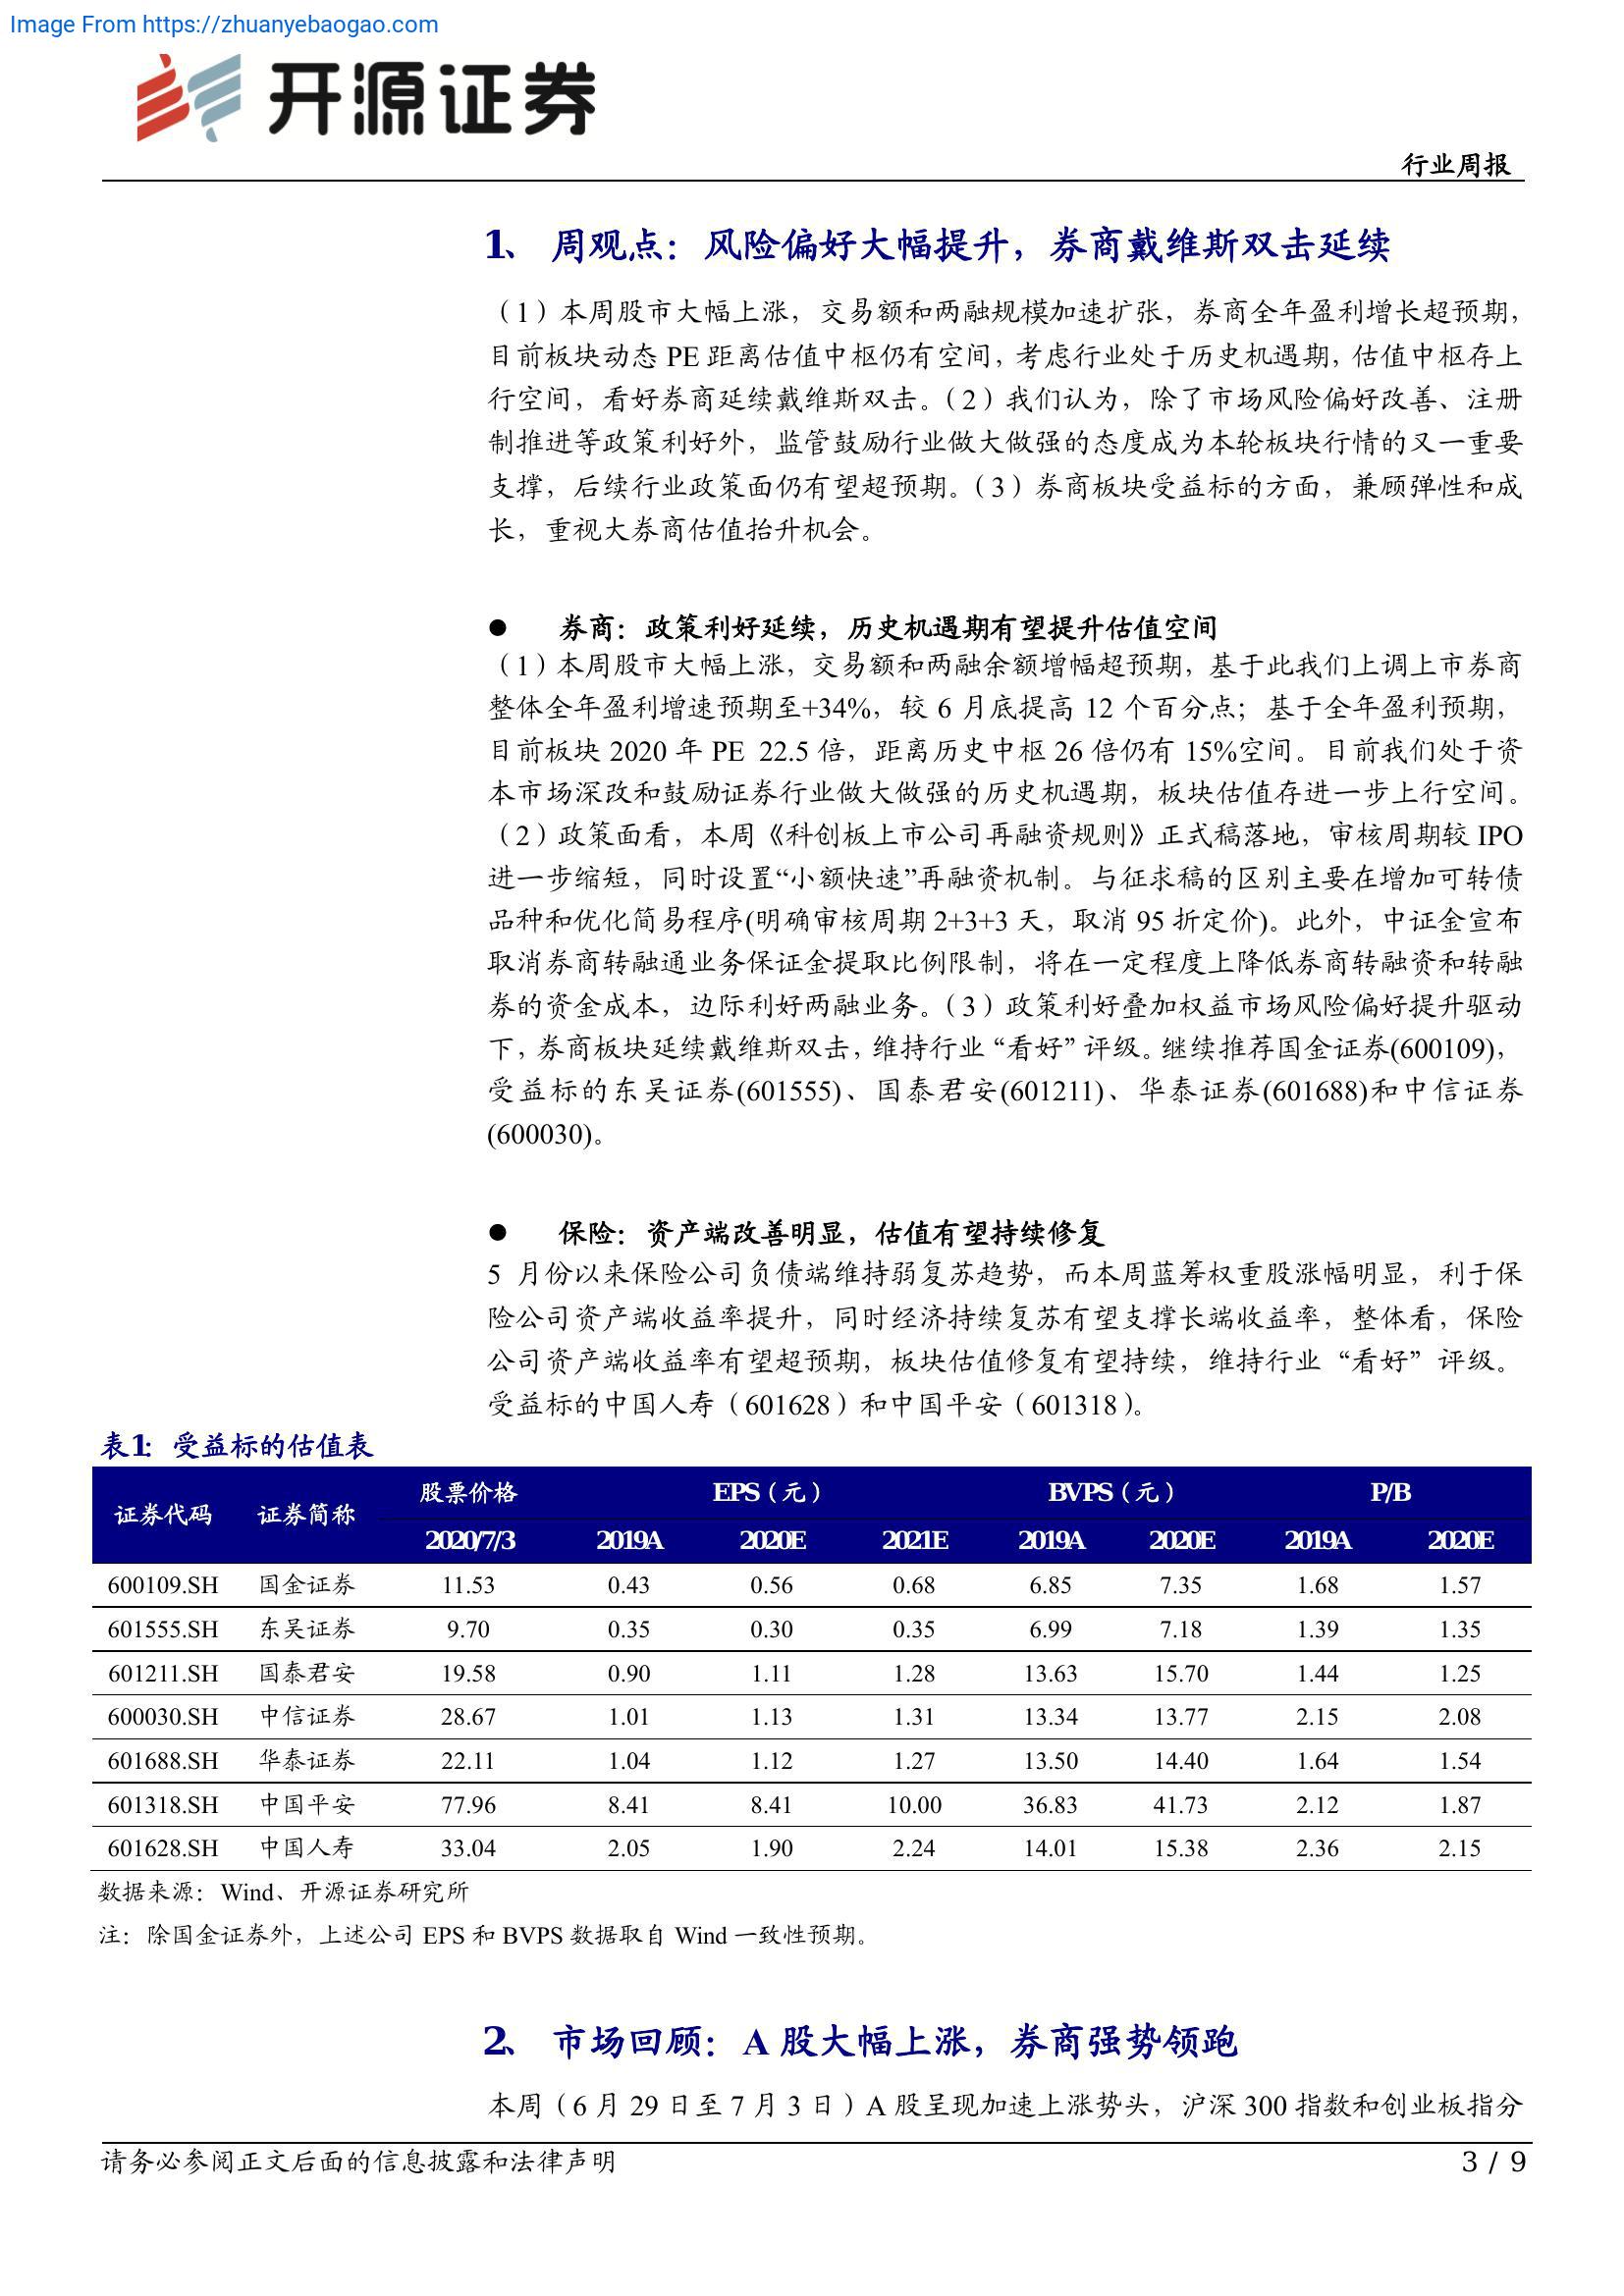 Image From https://zhuanyebaogao.com
开源证券
行业周报
1、 周观点：风险偏好大幅提升，券商戴维斯双击延续
（1）本周股市大幅上涨，交易额和两融规模加速扩张，券商全年盈利增长超预期，
目前板块动态 PE 距离估值中枢仍有空间，考虑行业处于历史机遇期，估值中枢存上
行空间，看好券商延续戴维斯双击。（2）我们认为，除了市场风险偏好改善、注册
制推进等政策利好外，监管鼓励行业做大做强的态度成为本轮板块行情的又一重要
支撑，后续行业政策面仍有望超预期。（3）券商板块受益标的方面，兼顾弹性和成
长，重视大券商估值抬升机会。
● 券商：政策利好延续，历史机遇期有望提升估值空间
（1）本周股市大幅上涨，交易额和两融余额增幅超预期，基于此我们上调上市券商
整体全年盈利增速预期至+34%，较 6 月底提高 12 个百分点；基于全年盈利预期，
目前板块 2020 年 PE 22.5 倍，距离历史中枢 26 倍仍有 15%空间。目前我们处于资
本市场深改和鼓励证券行业做大做强的历史机遇期，板块估值存进一步上行空间。
（2）政策面看，本周《科创板上市公司再融资规则》正式稿落地，审核周期较 IPO
进一步缩短，同时设置“小额快速”再融资机制。与征求稿的区别主要在增加可转债
品种和优化简易程序(明确审核周期 2+3+3 天，取消 95 折定价)。此外，中证金宣布
取消券商转融通业务保证金提取比例限制，将在一定程度上降低券商转融资和转融
券的资金成本，边际利好两融业务。（3）政策利好叠加权益市场风险偏好提升驱动
下，券商板块延续戴维斯双击，维持行业“看好”评级。继续推荐国金证券(600109)，
受益标的东吴证券(601555)、国泰君安(601211)、华泰证券(601688)和中信证券
(600030)。
● 保险：资产端改善明显，估值有望持续修复
5 月份以来保险公司负债端维持弱复苏趋势，而本周蓝筹权重股涨幅明显，利于保
险公司资产端收益率提升，同时经济持续复苏有望支撑长端收益率，整体看，保险
公司资产端收益率有望超预期，板块估值修复有望持续，维持行业“看好”评级。
受益标的中国人寿（601628）和中国平安（601318）。
表1：受益标的估值表
证券代码 证券简称 股票价格 EPS（元） BVPS（元） P/B
2020/7/3 2019A 2020E 2021E 2019A 2020E 2019A 2020E
600109.SH 国金证券 11.53 0.43 0.56 0.68 6.85 7.35 1.68 1.57
601555.SH 东吴证券 9.70 0.35 0.30 0.35 6.99 7.18 1.39 1.35
601211.SH 国泰君安 19.58 0.90 1.11 1.28 13.63 15.70 1.44 1.25
600030.SH 中信证券 28.67 1.01 1.13 1.31 13.34 13.77 2.15 2.08
601688.SH 华泰证券 22.11 1.04 1.12 1.27 13.50 14.40 1.64 1.54
601318.SH 中国平安 77.96 8.41 8.41 10.00 36.83 41.73 2.12 1.87
601628.SH 中国人寿 33.04 2.05 1.90 2.24 14.01 15.38 2.36 2.15
数据来源：Wind、开源证券研究所
注：除国金证券外，上述公司 EPS 和 BVPS 数据取自 Wind 一致性预期。
2、 市场回顾：A 股大幅上涨，券商强势领跑
本周（6 月 29 日至 7 月 3 日）A 股呈现加速上涨势头，沪深 300 指数和创业板指分
请务必参阅正文后面的信息披露和法律声明
3 / 9